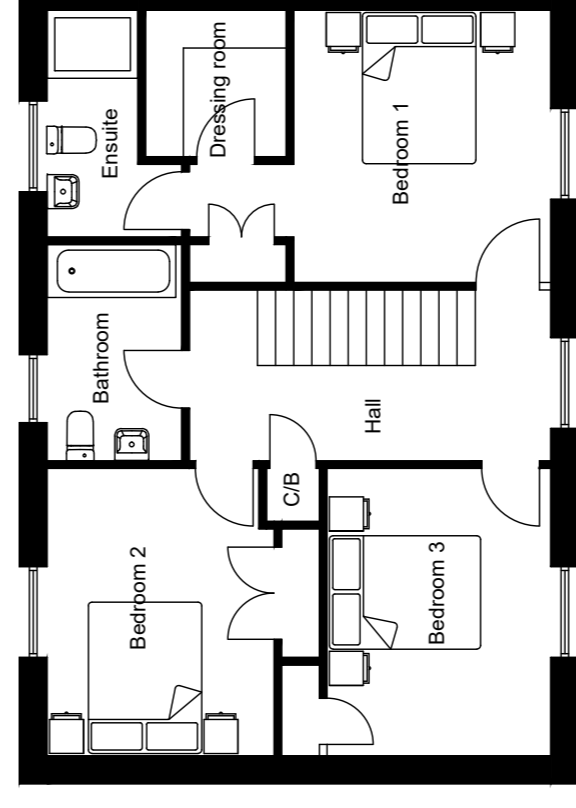 Dressing room
Ensuite
Bedroom 1
Bathroom
Hall
C/B
Bedroom 2
Bedroom 3